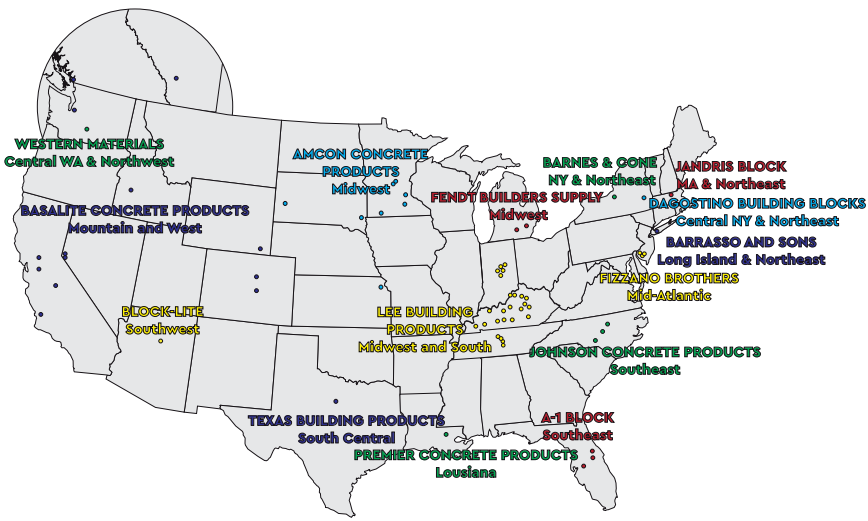 WESTERN MATERIALS
Central WA & Northwest
AMCON CONCRETE
PRODUCTS
Midwest
BARNES & CONE
NY & Northeast
JANDRIS BLOCK
MA & Northeast
FENDT BUILDERS SUPPLY
Midwest
DAGOSTINO BUILDING BLOCKS
Central NY & Northeast
BASALITE CONCRETE PRODUCTS
Mountain and West
BARRASSO AND SONS
Long Island & Northeast
FIZZANO BROTHERS
Mid-Atlantic
BLOCK-LITE
Southwest
LEE BUILDING
PRODUCTS
Midwest and South
JOHNSON CONCRETE PRODUCTS
Southeast
TEXAS BUILDING PRODUCTS
South Central
A-1 BLOCK
Southeast
PREMIER CONCRETE PRODUCTS
Lousiana